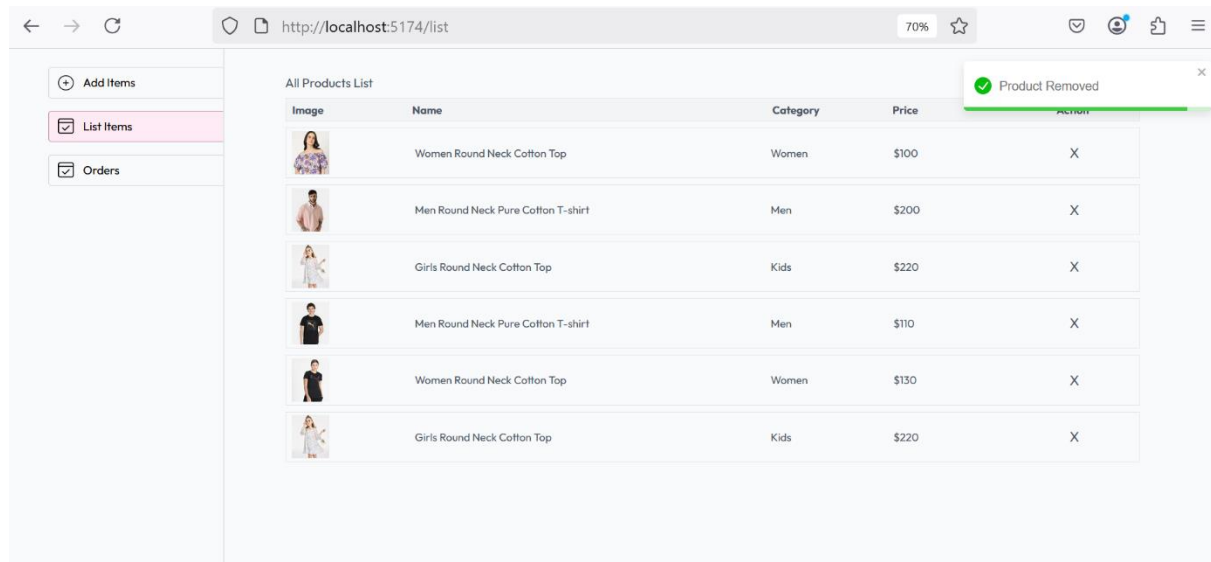 http://localhost:5174/list 70%
Add Items
List Items
Orders
All Products List
Product Removed
Image Name Category Price Action
Women Round Neck Cotton Top Women $100 X
Men Round Neck Pure Cotton T-shirt Men $200 X
Girls Round Neck Cotton Top Kids $220 X
Men Round Neck Pure Cotton T-shirt Men $110 X
Women Round Neck Cotton Top Women $130 X
Girls Round Neck Cotton Top Kids $220 X